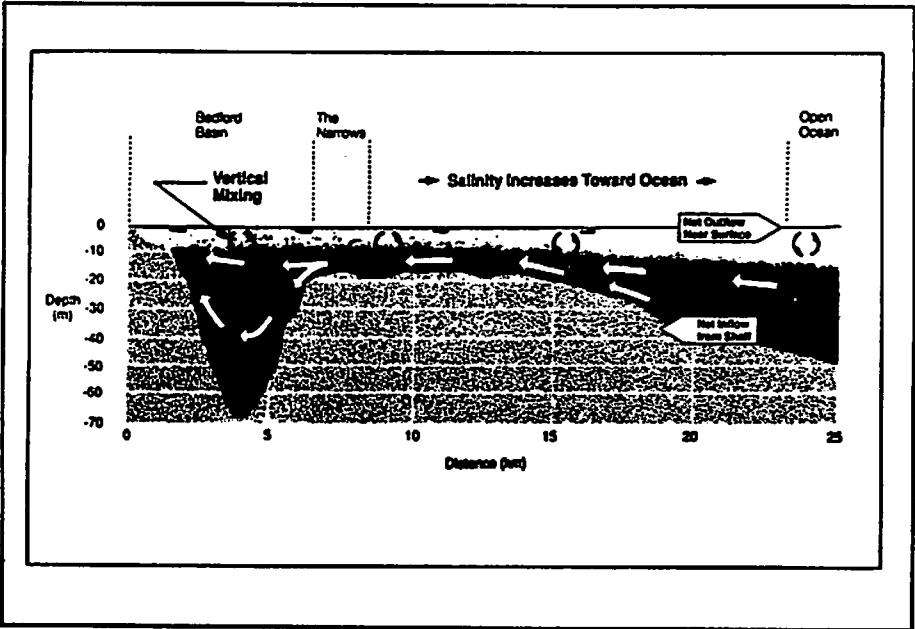 Bedford
Basin
The
Narrows
Open
Ocean
Vertical
Mixing
Salinity Increases Toward Ocean
Net Outflow
Near Surface
0
-10
-20
-30
-40
-50
-60
-70
Depth
(m)
Net Inflow
from Shelf
0 5 10 15 20 25
Distance (km)